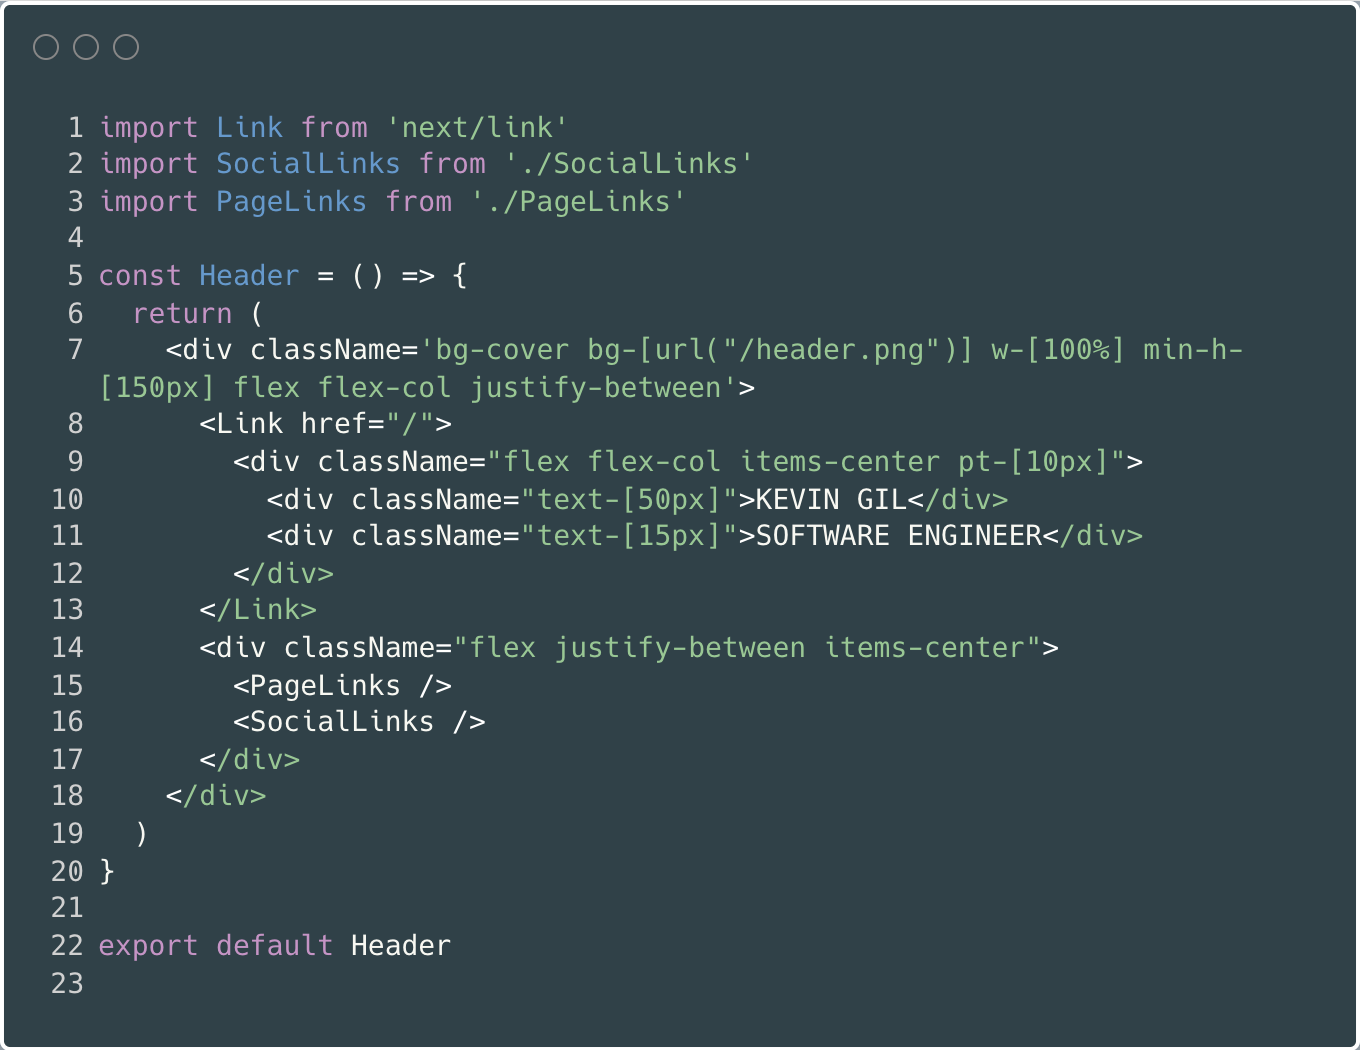 1 import Link from 'next/link'
2 import SocialLinks from './SocialLinks'
3 import PageLinks from './PageLinks'
4
5 const Header = () => {
6   return (
7     <div className='bg-cover bg-[url("/header.png")] w-[100%] min-h-
[150px] flex flex-col justify-between'>
8       <Link href="/">
9         <div className="flex flex-col items-center pt-[10px]">
10           <div className="text-[50px]">KEVIN GIL</div>
11           <div className="text-[15px]">SOFTWARE ENGINEER</div>
12         </div>
13       </Link>
14       <div className="flex justify-between items-center">
15         <PageLinks />
16         <SocialLinks />
17       </div>
18     </div>
19   )
20 }
21
22 export default Header
23